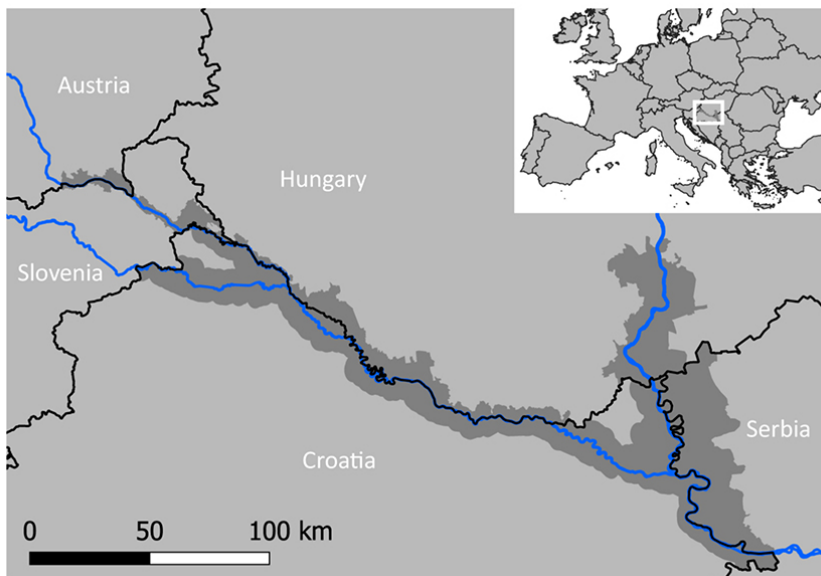 Austria
Hungary
Slovenia
Croatia
Serbia
0 50 100 km